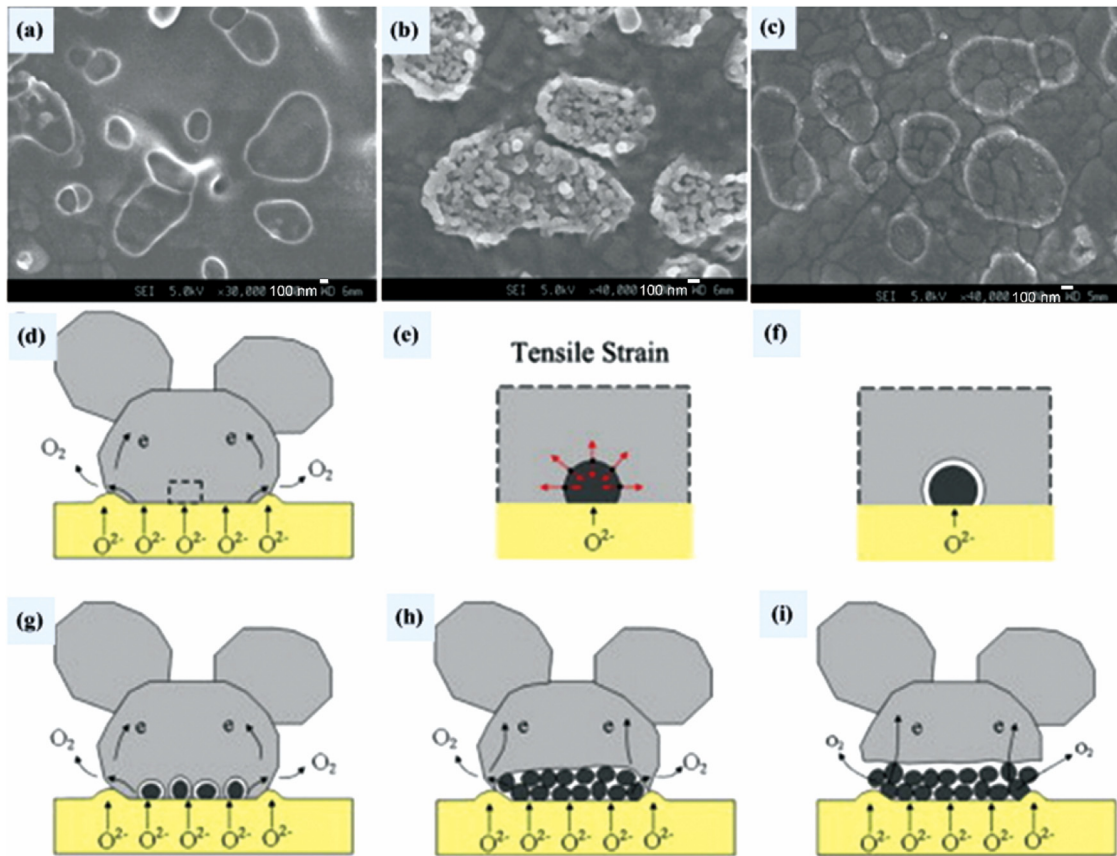 (a)
(b)
(c)
SEI 5.0kV ×30,000 100 nm WD 6mm
SEI 5.0kV ×40,000 100 nm WD 6mm
SEI 5.0kV ×40,000 100 nm WD 5mm
(d)
e e
O₂ O₂
O²⁻ O²⁻ O²⁻ O²⁻ O²⁻
(e)
Tensile Strain
O²⁻
(f)
O²⁻
(g)
e e
O₂ O₂
O²⁻ O²⁻ O²⁻ O²⁻ O²⁻
(h)
e e
O₂ O₂
O²⁻ O²⁻ O²⁻ O²⁻ O²⁻
(i)
e e
O₂ O₂
O²⁻ O²⁻ O²⁻ O²⁻ O²⁻